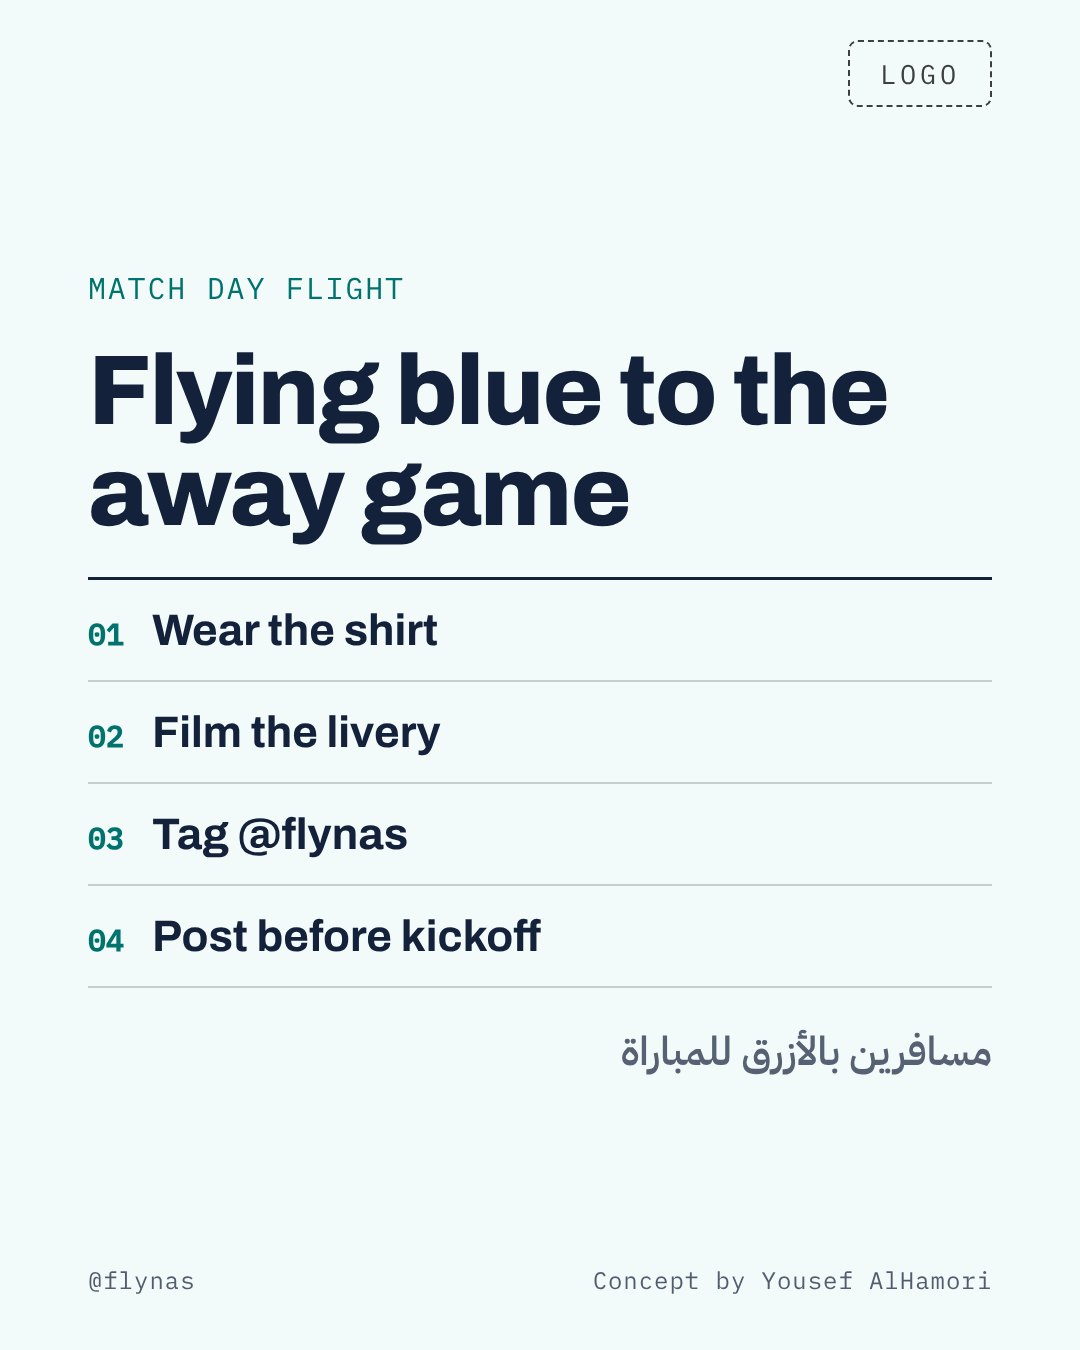 LOGO
MATCH DAY FLIGHT
Flying blue to the
away game
01 Wear the shirt
02 Film the livery
03 Tag @flynas
04 Post before kickoff
مسافرين بالأزرق للمباراة
@flynas
Concept by Yousef AlHamori